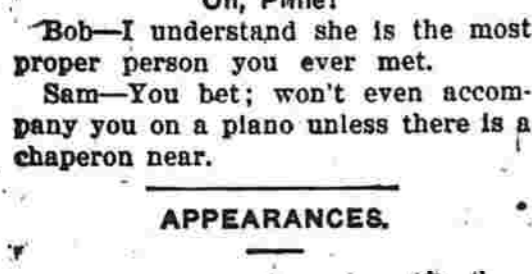 Bob—I understand she is the most
proper person you ever met.
Sam—You bet; won't even accom-
pany you on a piano unless there is a
chaperon near.
APPEARANCES.